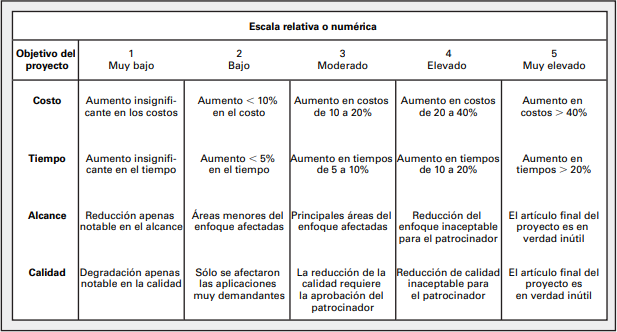 Escala relativa o numérica
Objetivo del 1 2 3 4 5
proyecto Muy bajo Bajo Moderado Elevado Muy elevado
Costo Aumento insignifi- Aumento < 10% Aumento en costos Aumento en costos Aumento en
cante en los costos en el costo de 10 a 20% de 20 a 40% costos > 40%
Tiempo Aumento insignifi- Aumento < 5% Aumento en tiempos Aumento en tiempos Aumento en
cante en el tiempo en el tiempo de 5 a 10% de 10 a 20% tiempos > 20%
Alcance Reducción apenas Áreas menores del Principales áreas del Reducción del El artículo final del
notable en el alcance enfoque afectadas enfoque afectadas enfoque inaceptable proyecto es en
para el patrocinador verdad inútil
Calidad Degradación apenas Sólo se afectaron La reducción de la Reducción de calidad El artículo final del
notable en la calidad las aplicaciones calidad requiere inaceptable para proyecto es
muy demandantes la aprobación del el patrocinador en verdad inútil
patrocinador